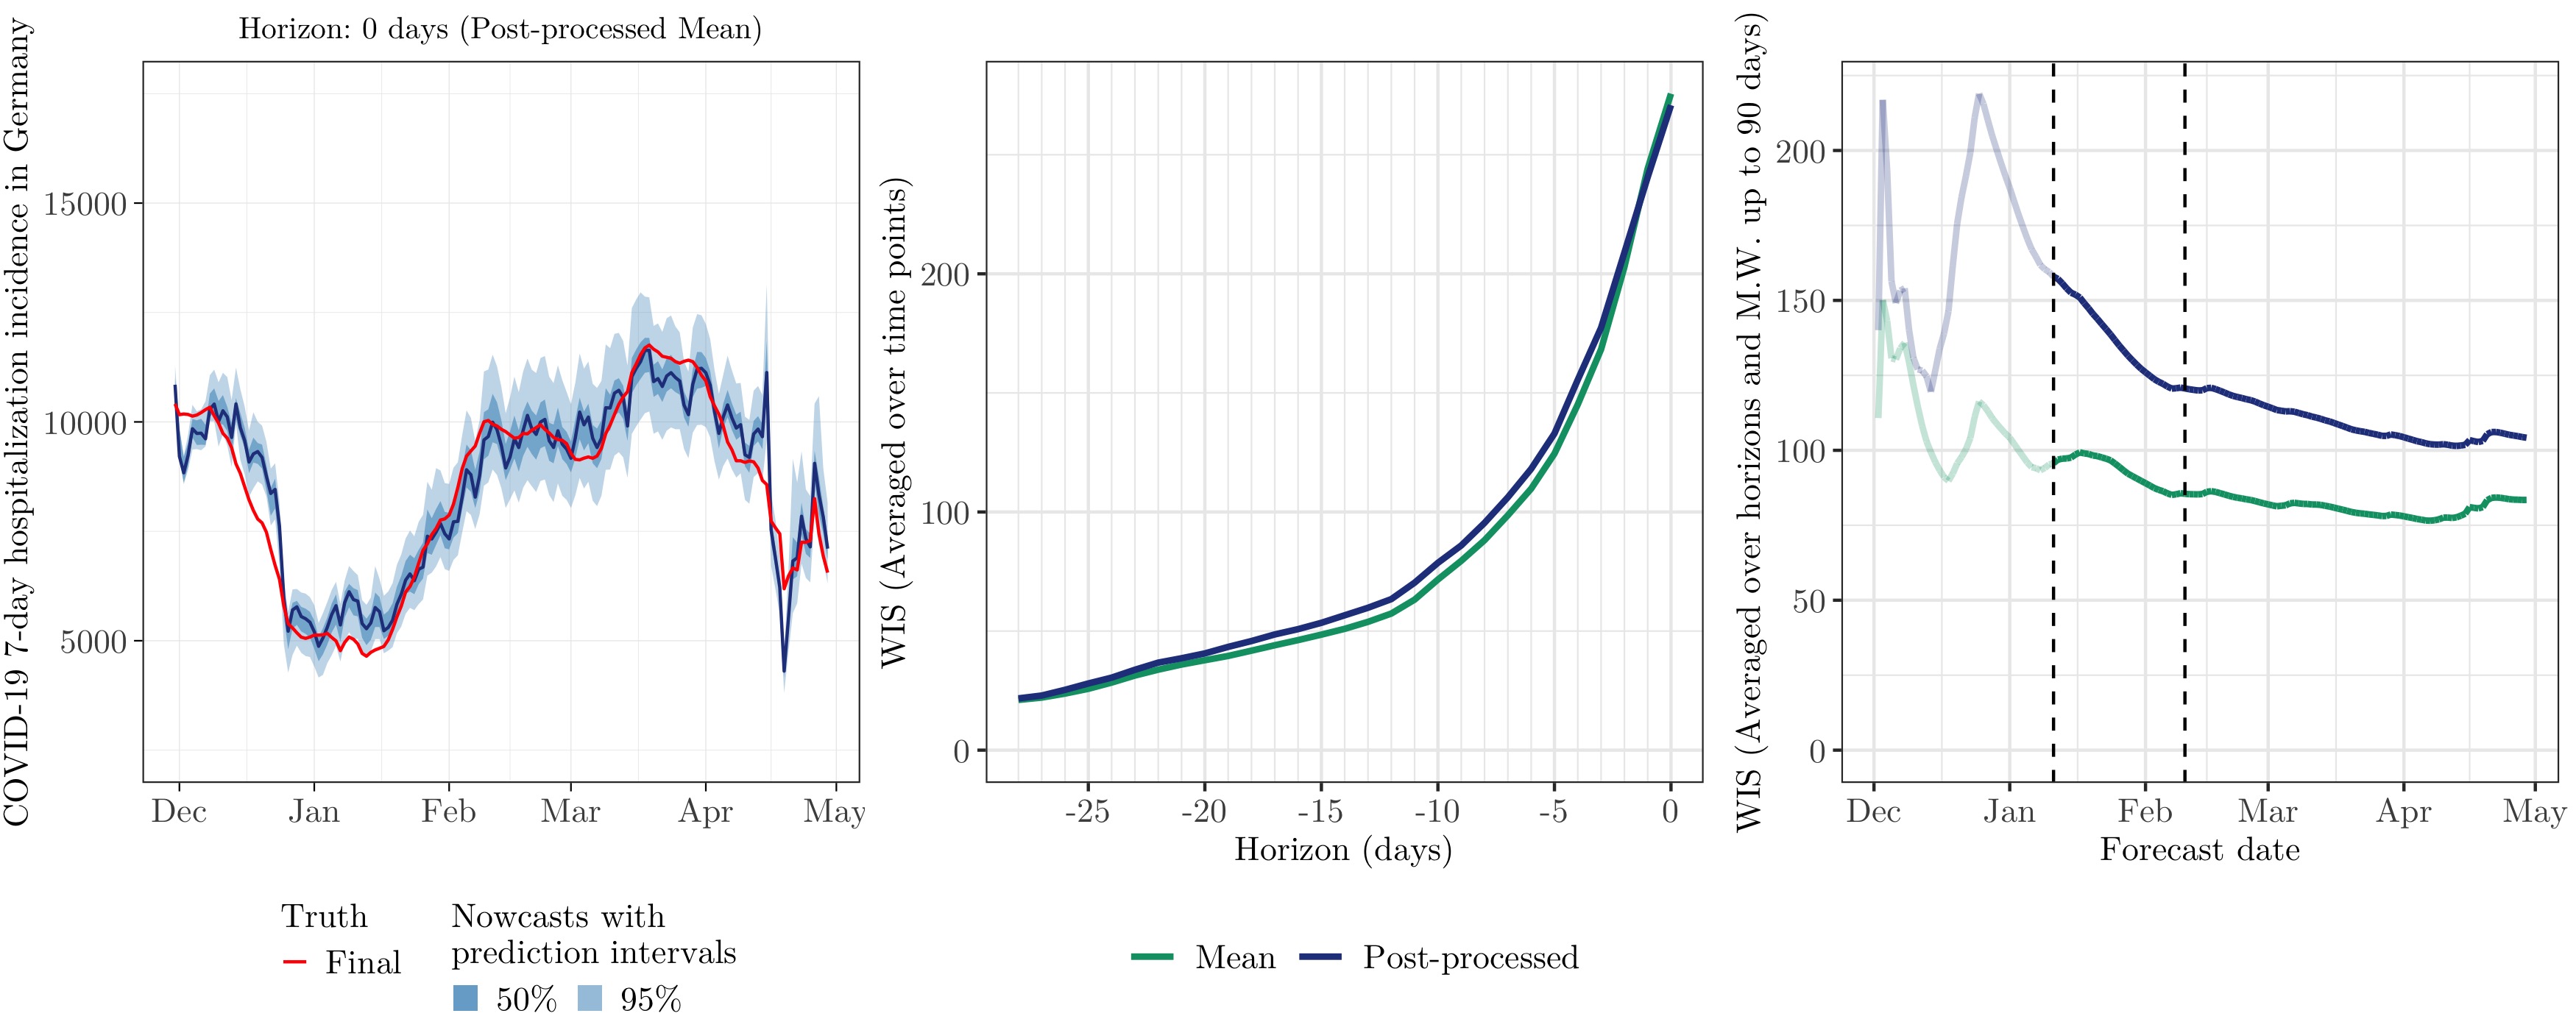 Horizon: 0 days (Post-processed Mean)
COVID-19 7-day hospitalization incidence in Germany
15000
10000
5000
Dec Jan Feb Mar Apr May
Truth
Final
Nowcasts with
prediction intervals
50% 95%
WIS (Averaged over time points)
200
100
0
-25 -20 -15 -10 -5 0
Horizon (days)
Mean Post-processed
WIS (Averaged over horizons and M.W. up to 90 days)
200
150
100
50
0
Dec Jan Feb Mar Apr May
Forecast date